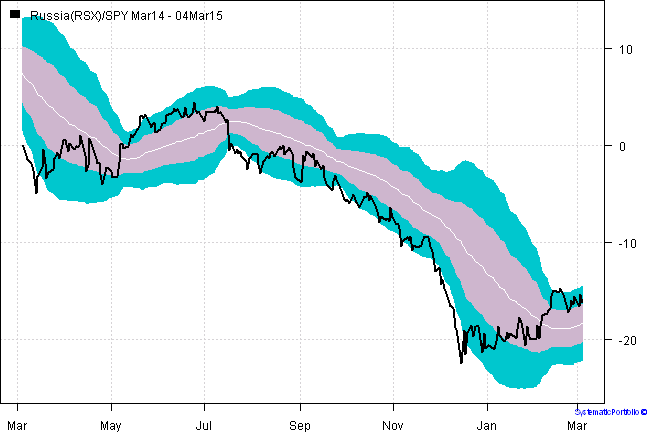 Russia(RSX)/SPY Mar14 - 04Mar15
10
0
-10
-20
Mar May Jul Sep Nov Jan Mar
SystematicPortfolio ©